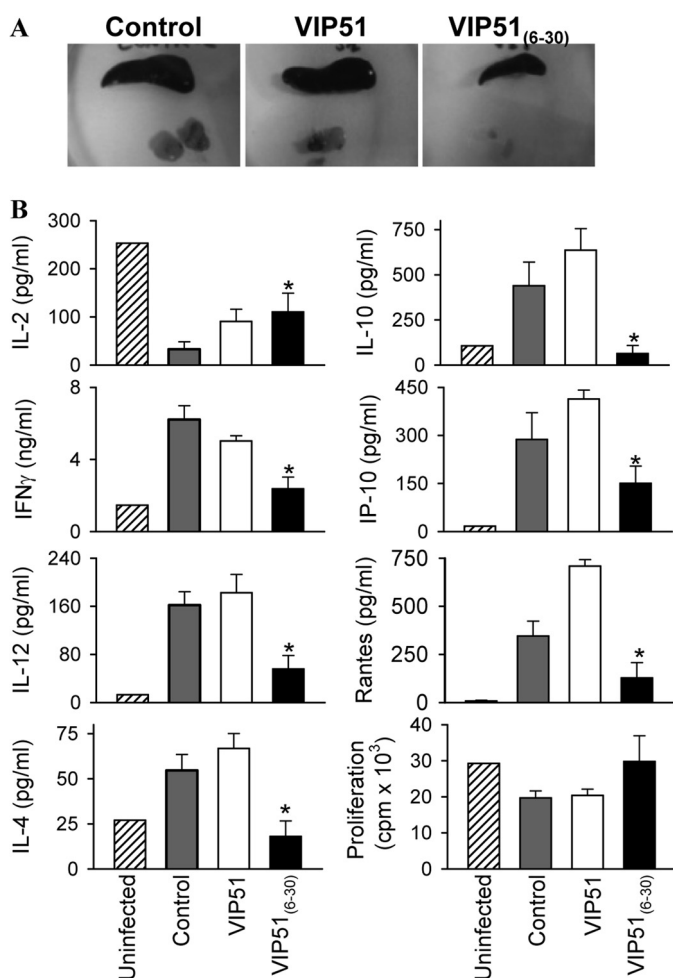 A
Control
VIP51
VIP51(6-30)
B
IL-2 (pg/ml)
300
200
100
0
*
IL-10 (pg/ml)
750
500
250
0
*
IFNγ (ng/ml)
8
4
0
*
IP-10 (pg/ml)
450
300
150
0
*
IL-12 (pg/ml)
240
160
80
0
*
Rantes (pg/ml)
750
500
250
0
*
IL-4 (pg/ml)
75
50
25
0
*
Proliferation
(cpm x 10³)
40
30
20
10
0
Uninfected
Control
VIP51
VIP51(6-30)
Uninfected
Control
VIP51
VIP51(6-30)